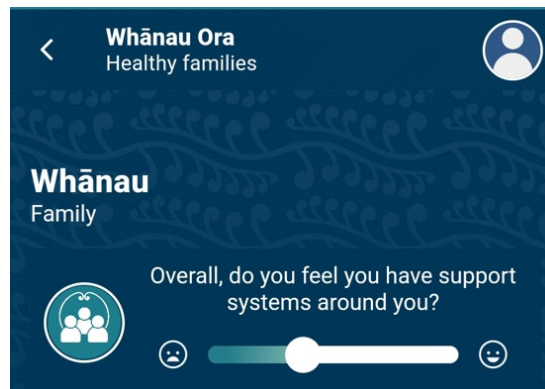 Whānau Ora
Healthy families
Whānau
Family
Overall, do you feel you have support
systems around you?